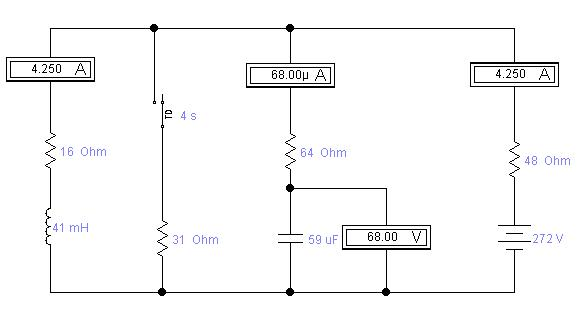 4.250 A
68.00µ A
4.250 A
TD
4 s
16 Ohm
64 Ohm
48 Ohm
41 mH
31 Ohm
59 uF
68.00 V
272 V